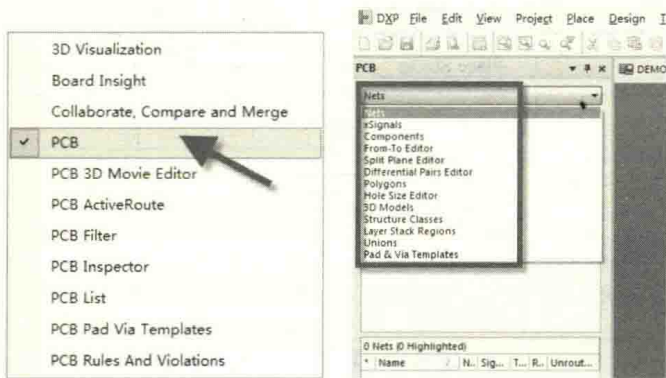 3D Visualization
Board Insight
Collaborate, Compare and Merge
PCB
PCB 3D Movie Editor
PCB ActiveRoute
PCB Filter
PCB Inspector
PCB List
PCB Pad Via Templates
PCB Rules And Violations
DXP File Edit View Project Place Design
PCB
DEMO
Nets
Nets
xSignals
Components
From-To Editor
Split Plane Editor
Differential Pairs Editor
Polygons
Hole Size Editor
3D Models
Structure Classes
Layer Stack Regions
Unions
Pad & Via Templates
0 Nets (0 Highlighted)
* Name N... Sig... T... R.. Unrout...